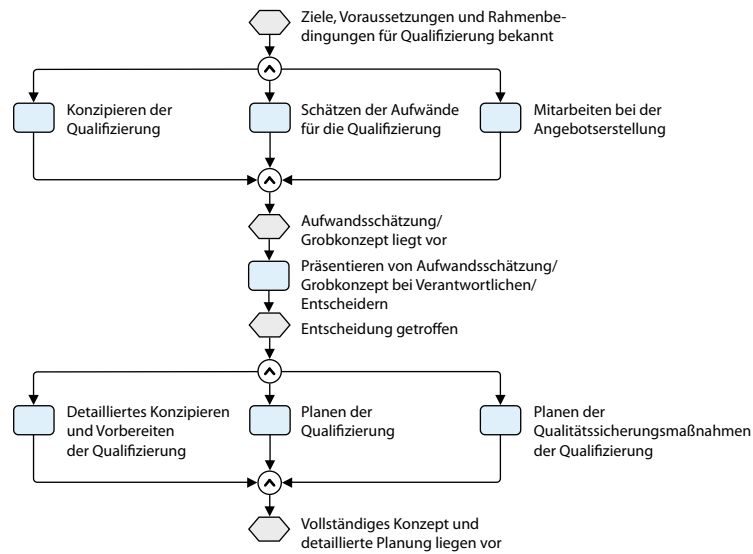 Ziele, Voraussetzungen und Rahmenbe-
dingungen für Qualifizierung bekannt
Konzipieren der
Qualifizierung
Schätzen der Aufwände
für die Qualifizierung
Mitarbeiten bei der
Angebotserstellung
Aufwandsschätzung/
Grobkonzept liegt vor
Präsentieren von Aufwandsschätzung/
Grobkonzept bei Verantwortlichen/
Entscheidern
Entscheidung getroffen
Detailliertes Konzipieren
und Vorbereiten
der Qualifizierung
Planen der
Qualifizierung
Planen der
Qualitätssicherungsmaßnahmen
der Qualifizierung
Vollständiges Konzept und
detaillierte Planung liegen vor